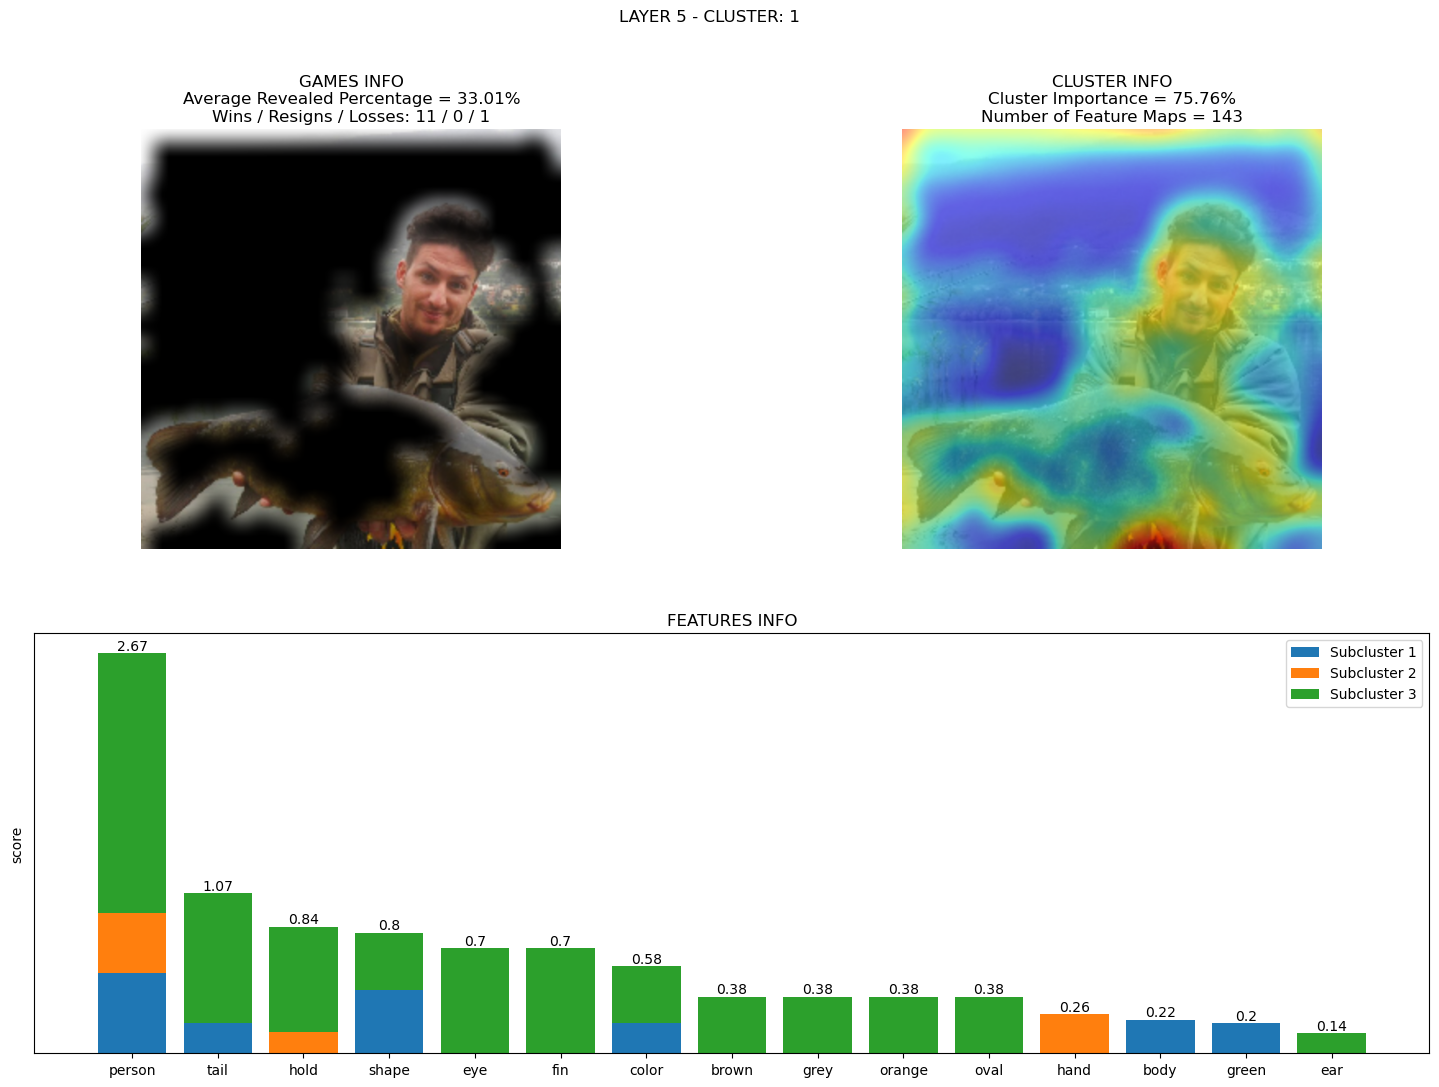 LAYER 5 - CLUSTER: 1
GAMES INFO
Average Revealed Percentage = 33.01%
Wins / Resigns / Losses: 11 / 0 / 1
CLUSTER INFO
Cluster Importance = 75.76%
Number of Feature Maps = 143
FEATURES INFO
score
2.67
1.07
0.84
0.8
0.7
0.7
0.58
0.38
0.38
0.38
0.38
0.26
0.22
0.2
0.14
Subcluster 1
Subcluster 2
Subcluster 3
person tail hold shape eye fin color brown grey orange oval hand body green ear